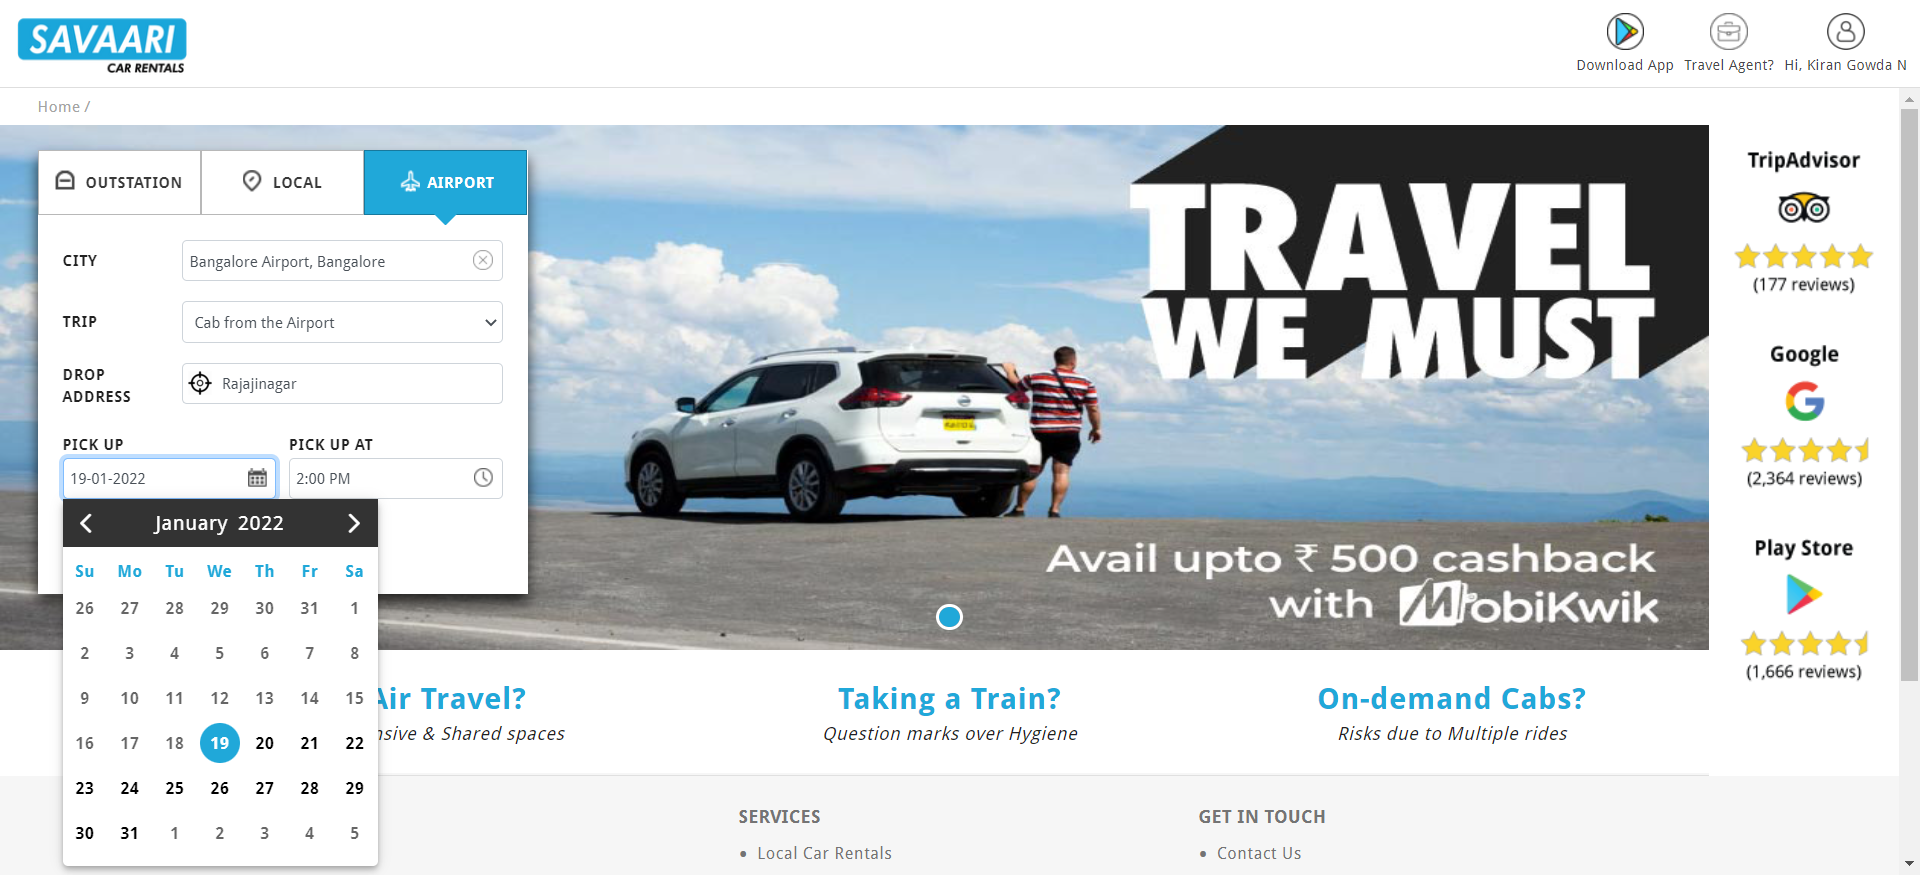 SAVAARI
CAR RENTALS
Download App
Travel Agent?
Hi, Kiran Gowda N
Home /
OUTSTATION
LOCAL
AIRPORT
CITY
Bangalore Airport, Bangalore
TRIP
Cab from the Airport
DROP
ADDRESS
Rajajinagar
PICK UP
PICK UP AT
19-01-2022
2:00 PM
January 2022
Su Mo Tu We Th Fr Sa
26 27 28 29 30 31 1
2 3 4 5 6 7 8
9 10 11 12 13 14 15
16 17 18 19 20 21 22
23 24 25 26 27 28 29
30 31 1 2 3 4 5
TRAVEL
WE MUST
Avail upto ₹ 500 cashback
with MobiKwik
TripAdvisor
(177 reviews)
Google
(2,364 reviews)
Play Store
(1,666 reviews)
Air Travel?
& Shared spaces
Taking a Train?
Question marks over Hygiene
On-demand Cabs?
Risks due to Multiple rides
SERVICES
• Local Car Rentals
GET IN TOUCH
• Contact Us